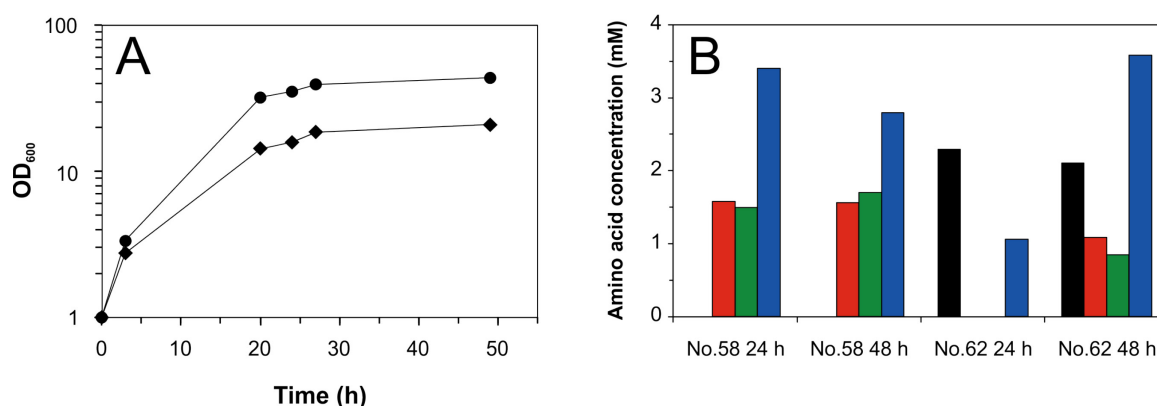 A
100
10
1
OD600
0 10 20 30 40 50
Time (h)
B
4
3
2
1
0
Amino acid concentration (mM)
No.58 24 h No.58 48 h No.62 24 h No.62 48 h